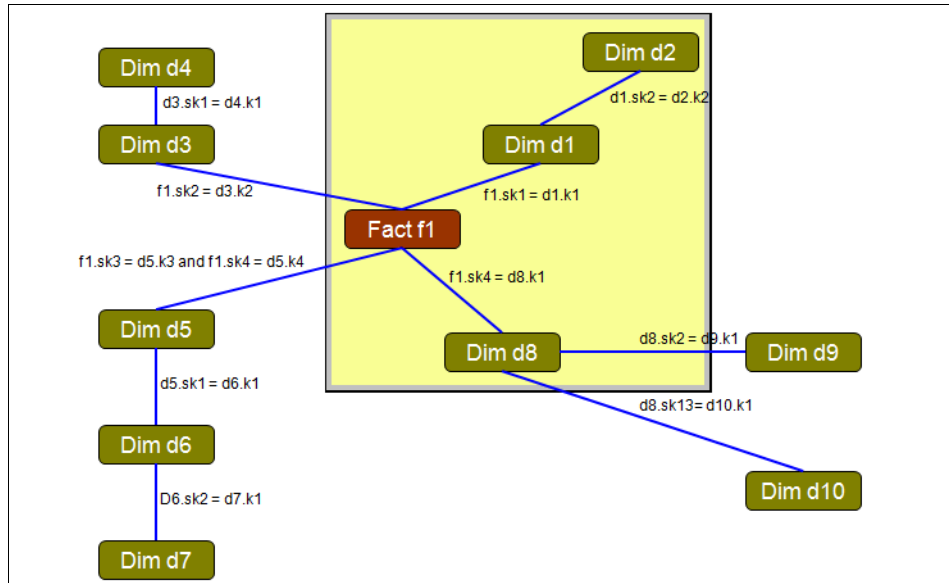 Dim d2
Dim d4
d3.sk1 = d4.k1
d1.sk2 = d2.k2
Dim d3
Dim d1
f1.sk2 = d3.k2
f1.sk1 = d1.k1
Fact f1
f1.sk3 = d5.k3 and f1.sk4 = d5.k4
f1.sk4 = d8.k1
Dim d5
Dim d8
d8.sk2 = d9.k1
Dim d9
d5.sk1 = d6.k1
d8.sk13= d10.k1
Dim d6
Dim d10
D6.sk2 = d7.k1
Dim d7